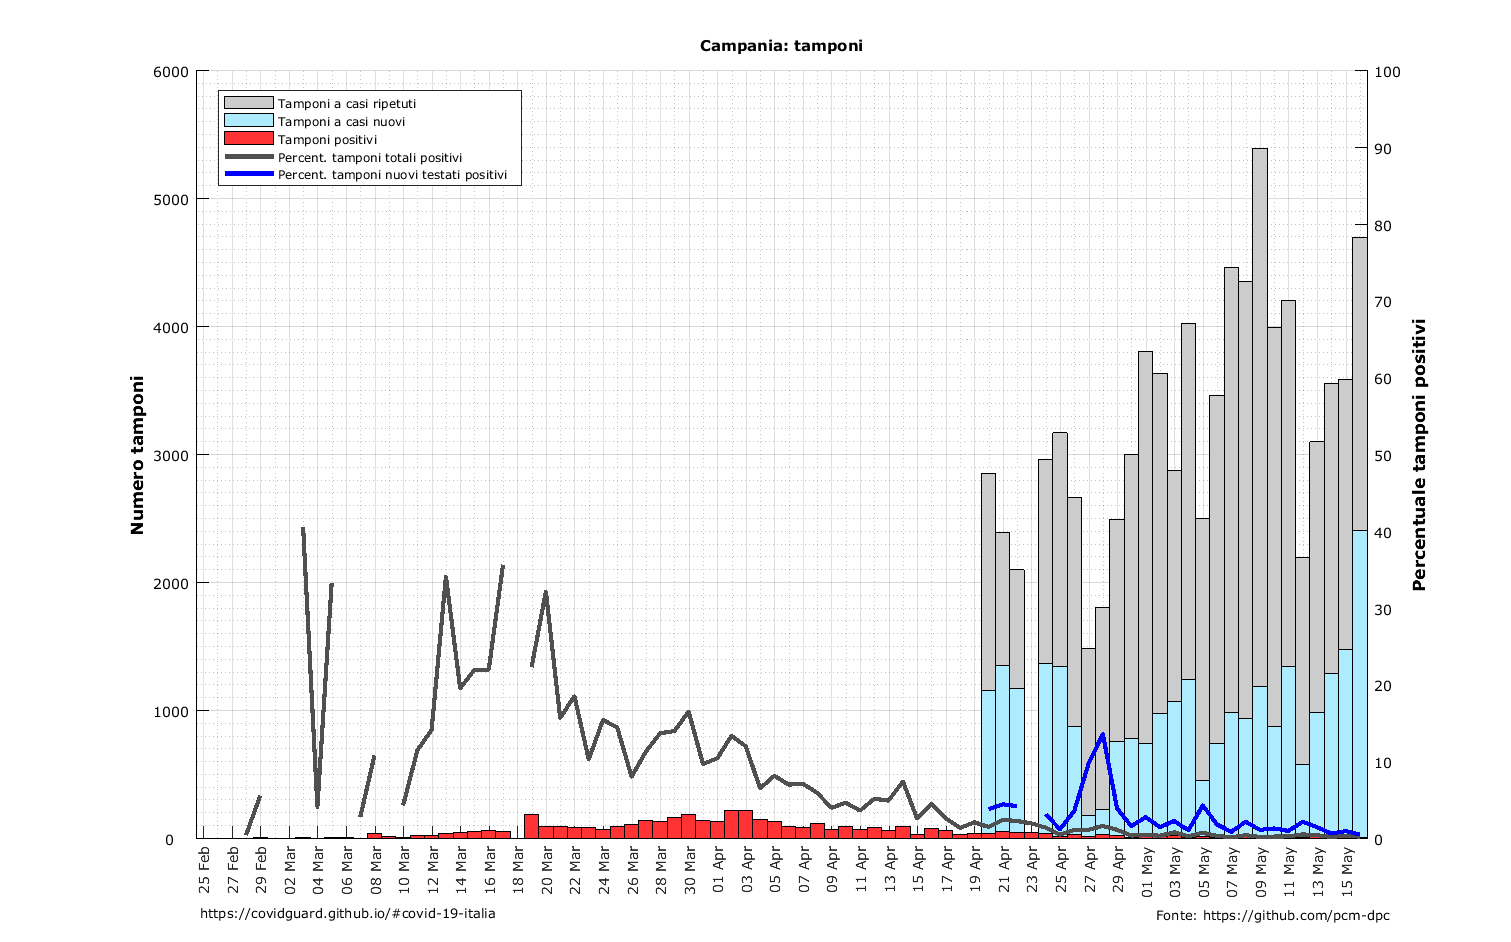 Campania: tamponi
6000
5000
4000
3000
2000
1000
0
Numero tamponi
Tamponi a casi ripetuti
Tamponi a casi nuovi
Tamponi positivi
Percent. tamponi totali positivi
Percent. tamponi nuovi testati positivi
100
90
80
70
60
50
40
30
20
10
0
Percentuale tamponi positivi
25 Feb
27 Feb
29 Feb
02 Mar
04 Mar
06 Mar
08 Mar
10 Mar
12 Mar
14 Mar
16 Mar
18 Mar
20 Mar
22 Mar
24 Mar
26 Mar
28 Mar
30 Mar
01 Apr
03 Apr
05 Apr
07 Apr
09 Apr
11 Apr
13 Apr
15 Apr
17 Apr
19 Apr
21 Apr
23 Apr
25 Apr
27 Apr
29 Apr
01 May
03 May
05 May
07 May
09 May
11 May
13 May
15 May
https://covidguard.github.io/#covid-19-italia
Fonte: https://github.com/pcm-dpc